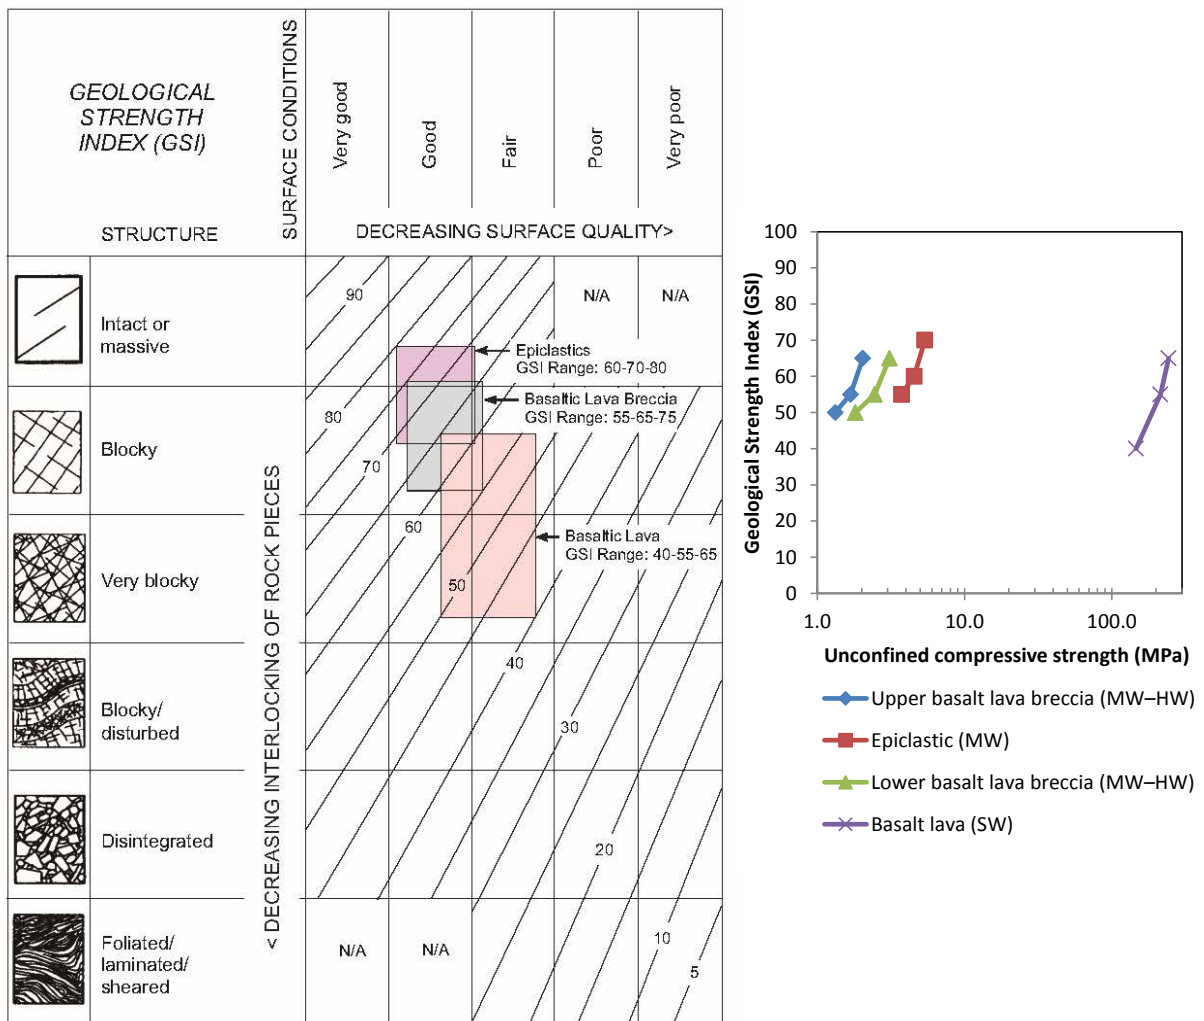 GEOLOGICAL
STRENGTH
INDEX (GSI)
STRUCTURE
SURFACE CONDITIONS
Very good
Good
Fair
Poor
Very poor
DECREASING SURFACE QUALITY>
< DECREASING INTERLOCKING OF ROCK PIECES
Intact or
massive
Blocky
Very blocky
Blocky/
disturbed
Disintegrated
Foliated/
laminated/
sheared
90
N/A
N/A
Epiclastics
GSI Range: 60-70-80
Basaltic Lava Breccia
GSI Range: 55-65-75
80
70
60
Basaltic Lava
GSI Range: 40-55-65
50
40
30
20
N/A
N/A
10
5
Geological Strength Index (GSI)
100
90
80
70
60
50
40
30
20
10
0
1.0
10.0
100.0
Unconfined compressive strength (MPa)
Upper basalt lava breccia (MW–HW)
Epiclastic (MW)
Lower basalt lava breccia (MW–HW)
Basalt lava (SW)